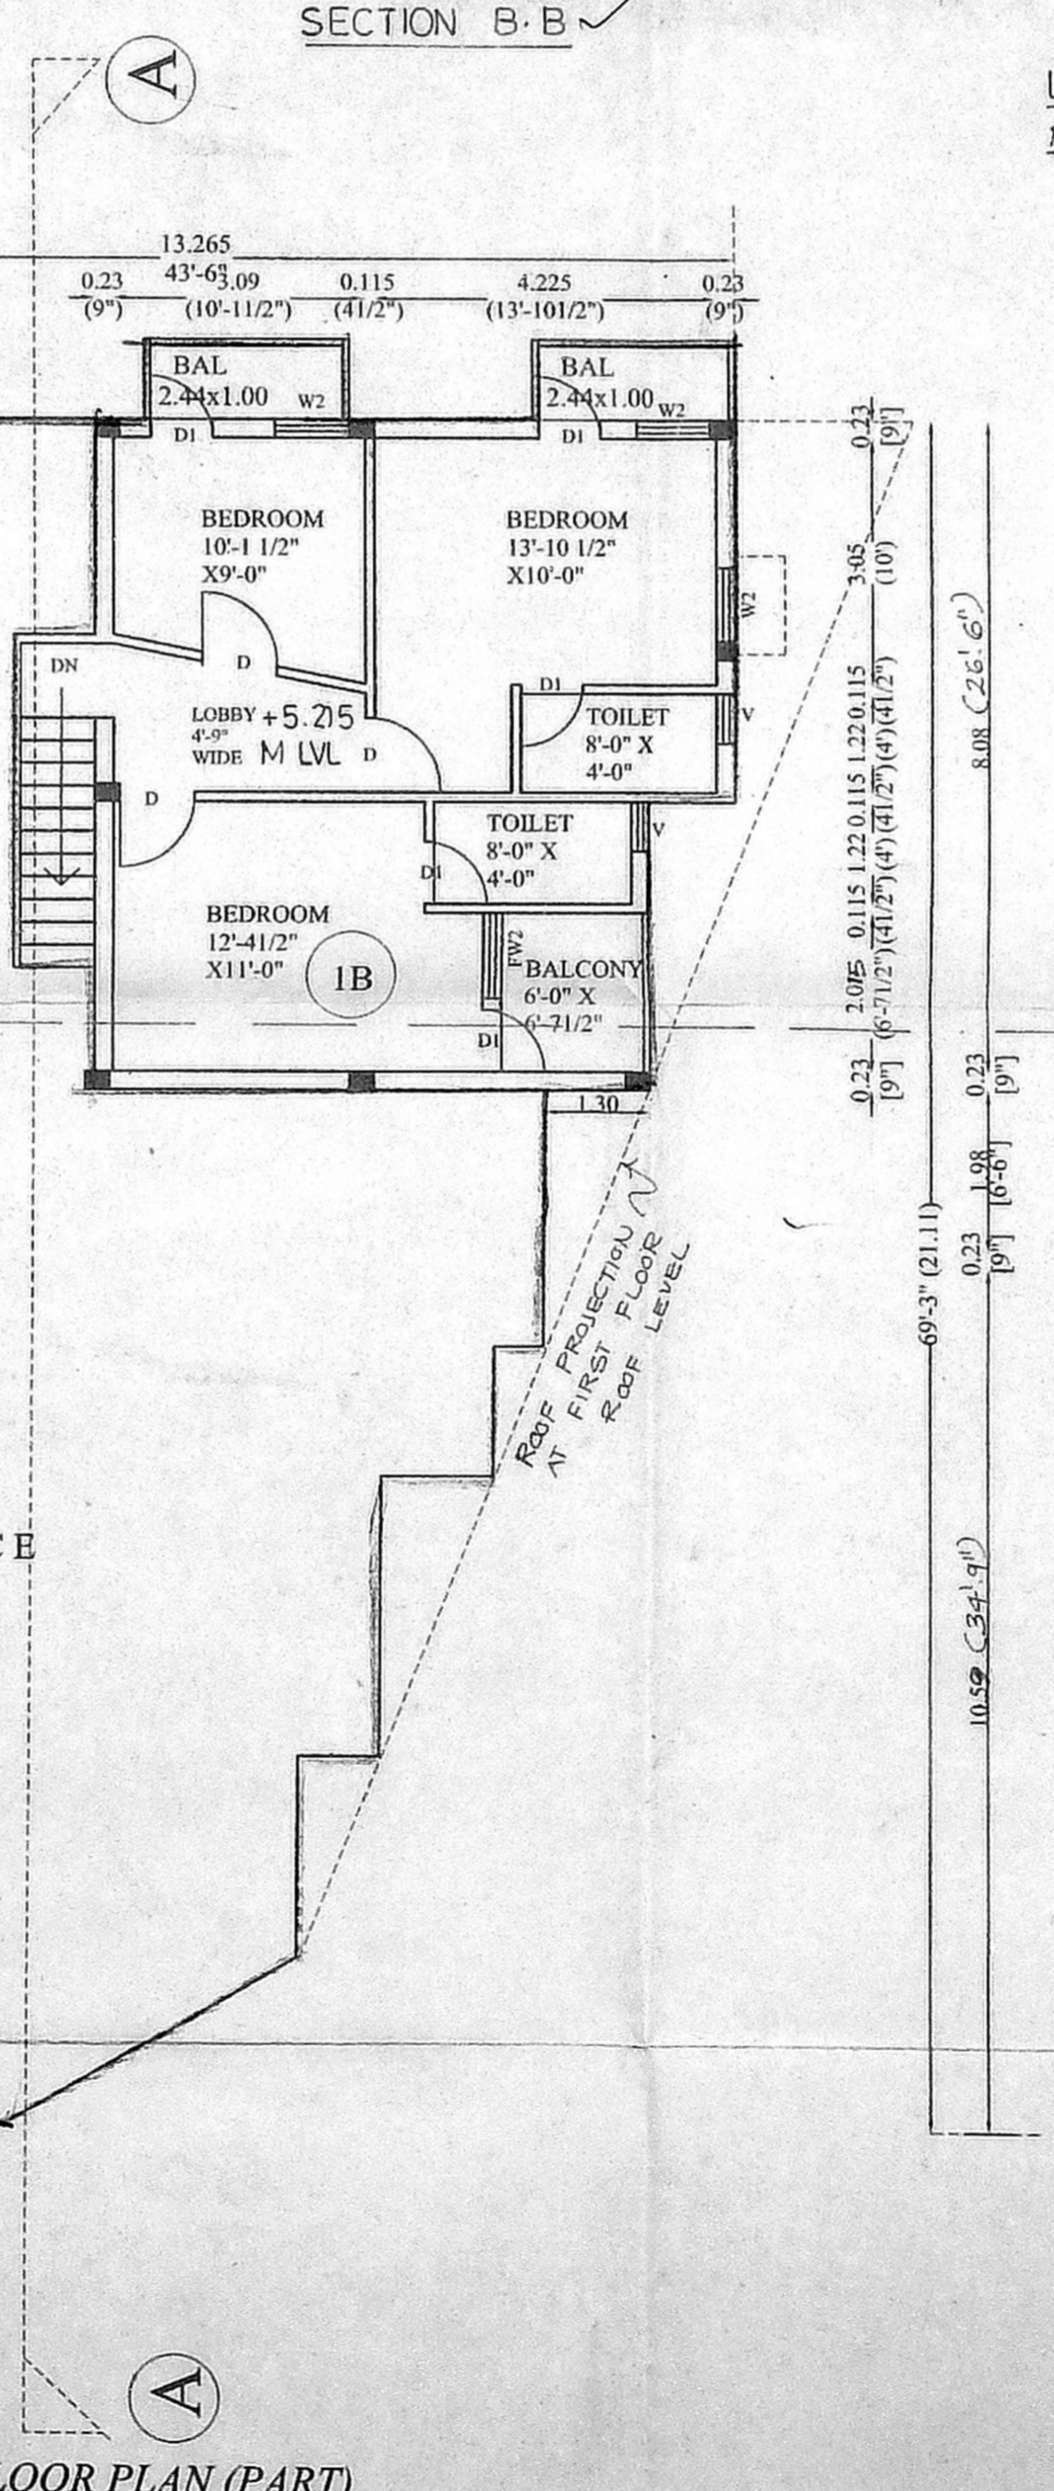 SECTION B·B
A
13.265
43'-6"
0.23 3.09 0.115 4.225 0.23
(9") (10'-11/2") (41/2") (13'-101/2") (9")
BAL
2.44x1.00
W2
D1
BAL
2.44x1.00
W2
D1
BEDROOM
10'-1 1/2"
X9'-0"
BEDROOM
13'-10 1/2"
X10'-0"
W2
D
DN
LOBBY +5.215
4'-9"
WIDE M LVL
D
D1
TOILET
8'-0" X
4'-0"
V
D
TOILET
8'-0" X
4'-0"
V
D1
BEDROOM
12'-41/2"
X11'-0"
1B
FW2
BALCONY
6'-0" X
6'-71/2"
D1
1.30
0.23
[9"]
3.05
(10')
0.115
(41/2")
1.22
(4')
0.115
(41/2")
1.22
(4')
0.115
(41/2")
2.015
(6'-71/2")
0.23
[9"]
69'-3" (21.11)
8.08 (26'.6")
0.23
[9"]
1.98
[6'-6"]
0.23
[9"]
(34'.9")
ROOF PROJECTION
AT FIRST FLOOR
ROOF LEVEL
CE
A
LOOR PLAN (PART)